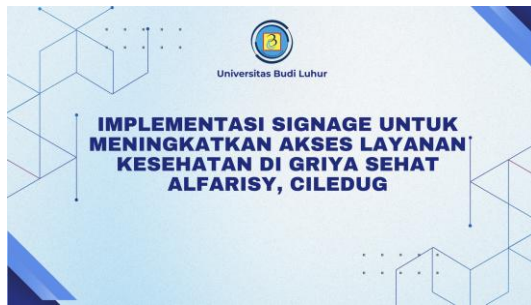 Universitas Budi Luhur
IMPLEMENTASI SIGNAGE UNTUK
MENINGKATKAN AKSES LAYANAN
KESEHATAN DI GRIYA SEHAT
ALFARISY, CILEDUG